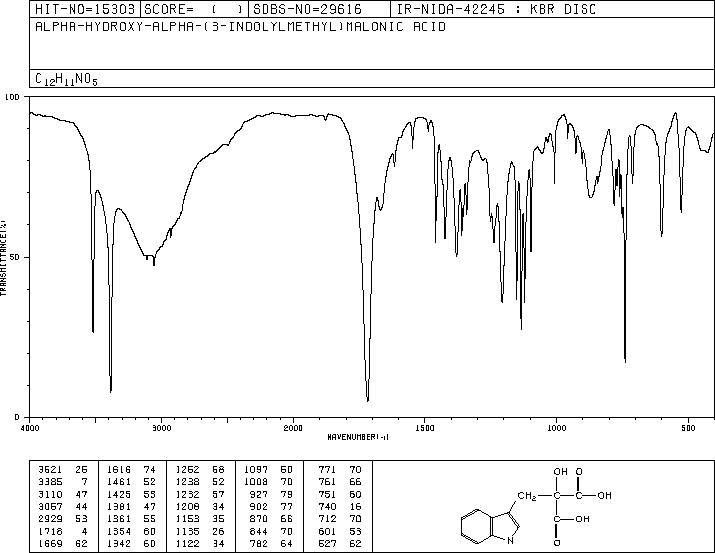 HIT-NO=15303 SCORE= ( ) SDBS-NO=29616 IR-NIDA-42245 : KBR DISC
ALPHA-HYDROXY-ALPHA-(3-INDOLYLMETHYL)MALONIC ACID
C12H11NO5
100
50
0
TRANSMITTANCE(%)
4000 3000 2000 1500 1000 500
WAVENUMBER(-1)
3521 25 1616 74 1252 68 1097 50 771 70
3385 7 1461 52 1238 52 1008 70 761 66
3110 47 1425 55 1232 57 927 79 751 60
3057 44 1381 47 1208 34 902 77 740 16
2929 53 1361 55 1153 35 870 66 712 70
1718 4 1354 60 1135 26 844 70 601 53
1669 62 1342 60 1122 34 782 64 527 62
OH O
CH2 C C OH
C OH
O
N